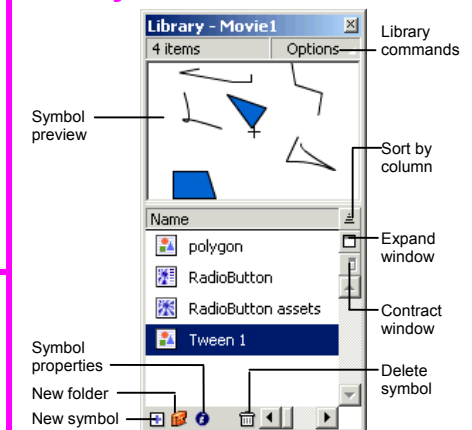 Library - Movie1
4 items
Options
Library
commands
Symbol
preview
Sort by
column
Name
polygon
Expand
window
RadioButton
RadioButton assets
Contract
window
Tween 1
Symbol
properties
Delete
symbol
New folder
New symbol